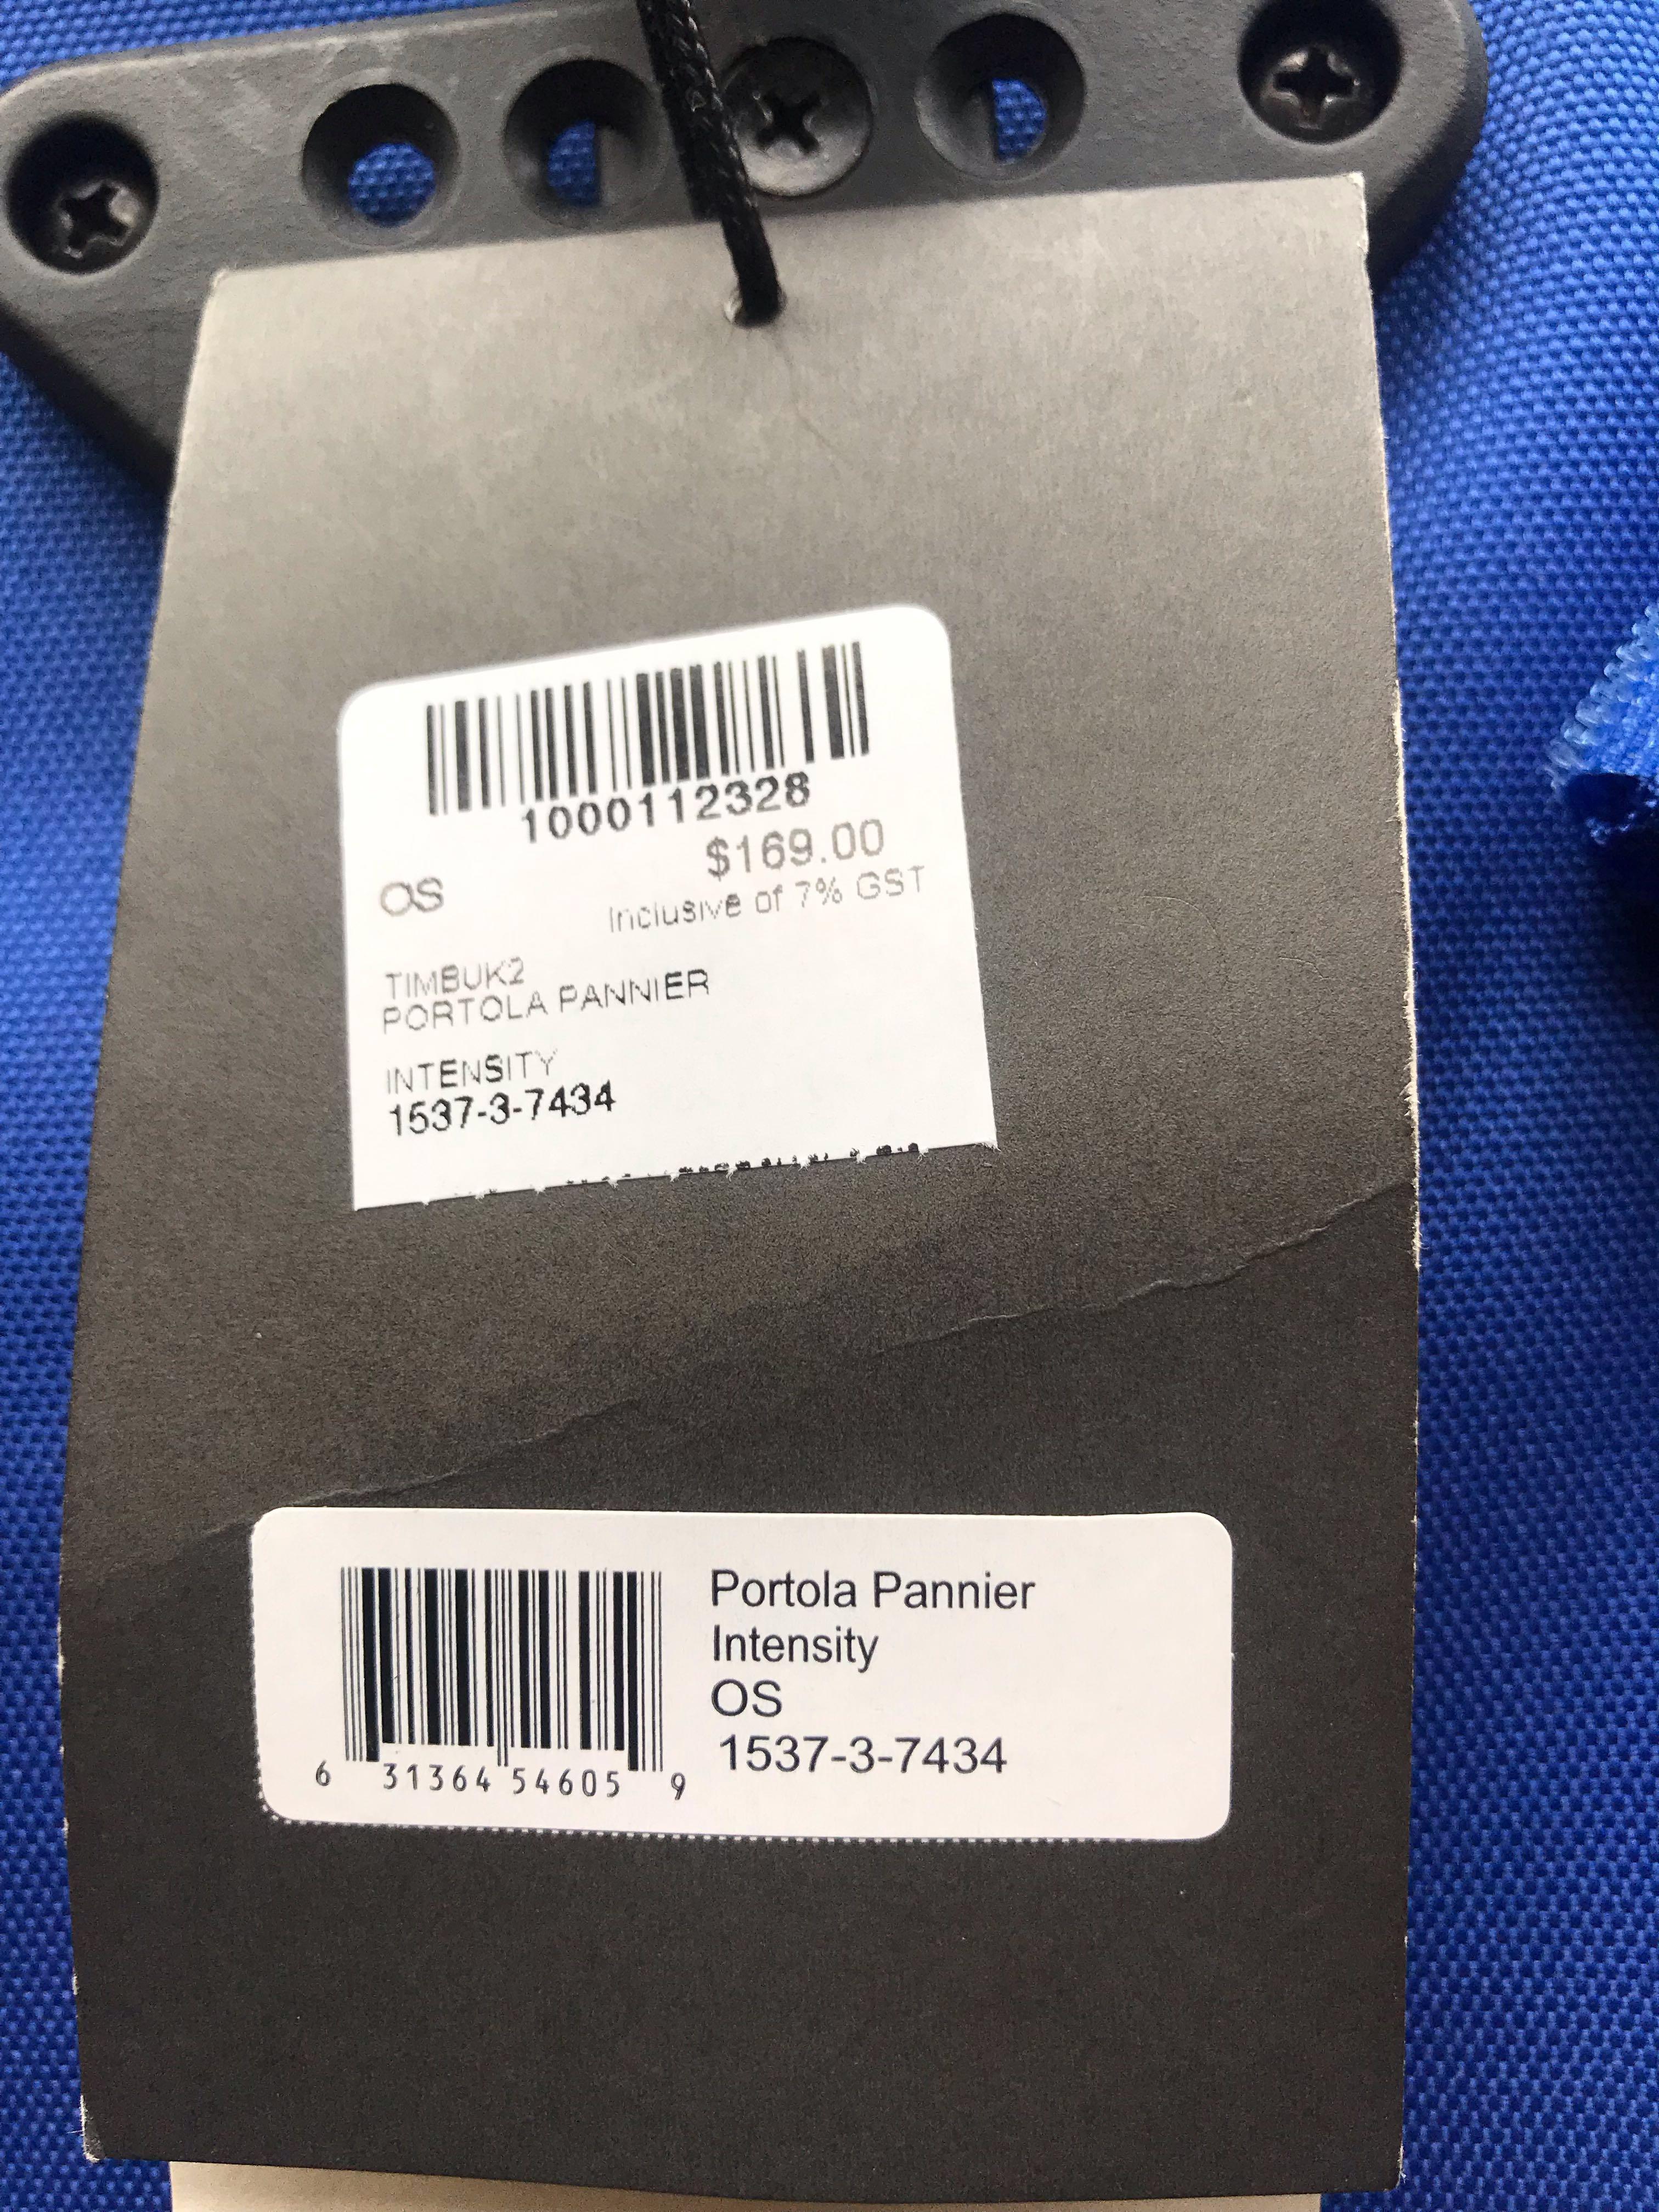 1000112328
$169.00
OS
Inclusive of 7% GST
TIMBUK2
PORTOLA PANNIER
INTENSITY
1537-3-7434
Portola Pannier
Intensity
OS
1537-3-7434
6 31364 54605 9